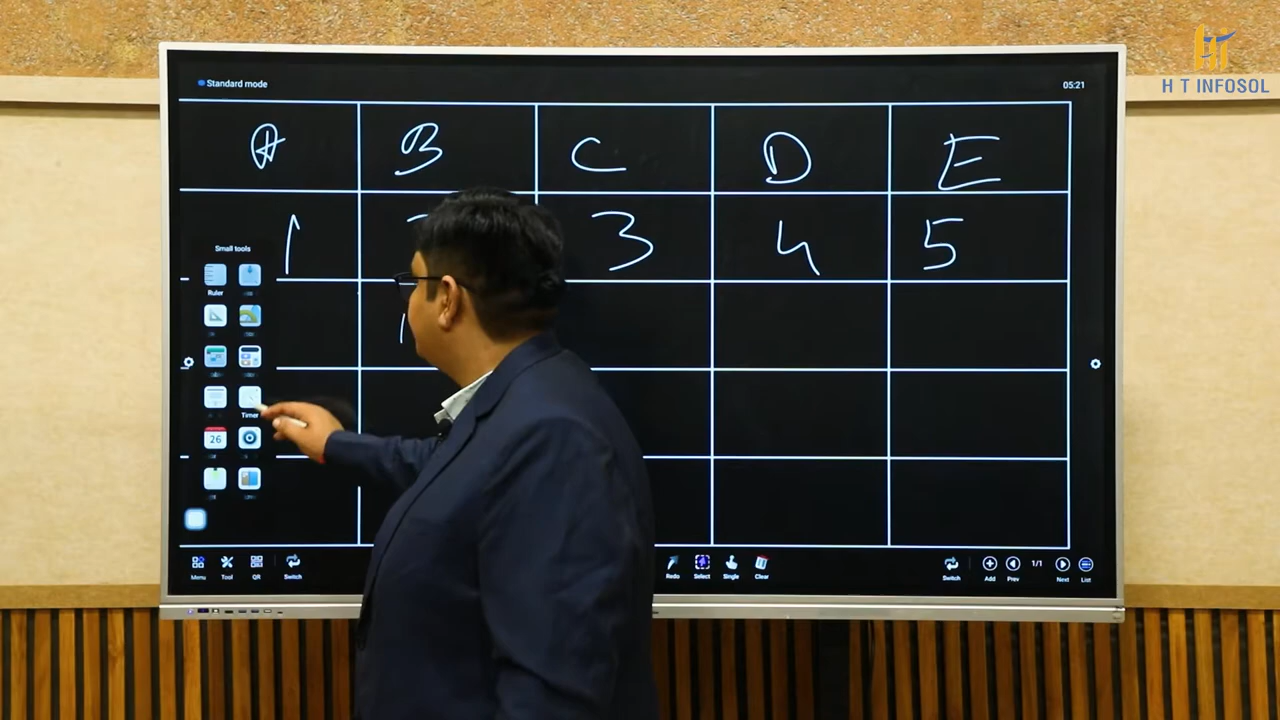 H T INFOSOL
Standard mode
05:21
A B C D E
1 3 4 5
Small tools
Ruler
Timer
26
Menu Tool QR Switch Redo Select Single Clear Switch Add Prev 1/1 Next List